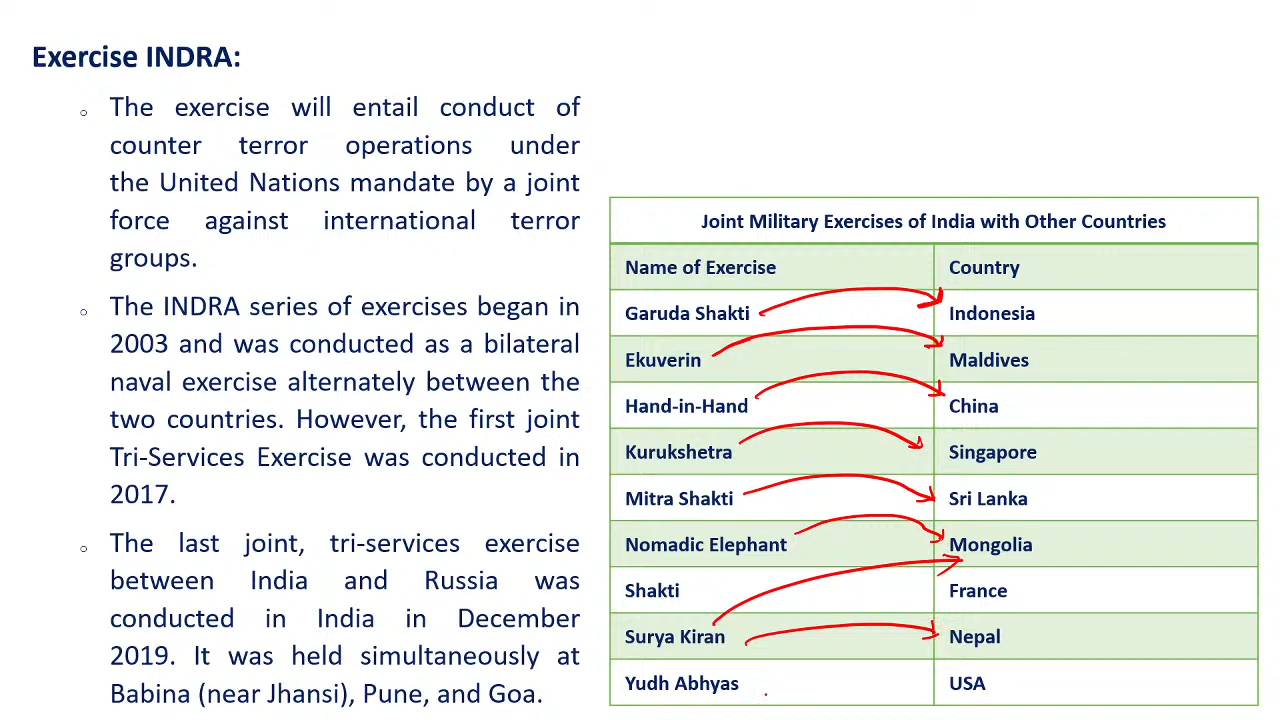 Exercise INDRA:
The exercise will entail conduct of
counter terror operations under
the United Nations mandate by a joint
force against international terror
groups.
The INDRA series of exercises began in
2003 and was conducted as a bilateral
naval exercise alternately between the
two countries. However, the first joint
Tri-Services Exercise was conducted in
2017.
The last joint, tri-services exercise
between India and Russia was
conducted in India in December
2019. It was held simultaneously at
Babina (near Jhansi), Pune, and Goa.
Joint Military Exercises of India with Other Countries
Name of Exercise Country
Garuda Shakti Indonesia
Ekuverin Maldives
Hand-in-Hand China
Kurukshetra Singapore
Mitra Shakti Sri Lanka
Nomadic Elephant Mongolia
Shakti France
Surya Kiran Nepal
Yudh Abhyas USA